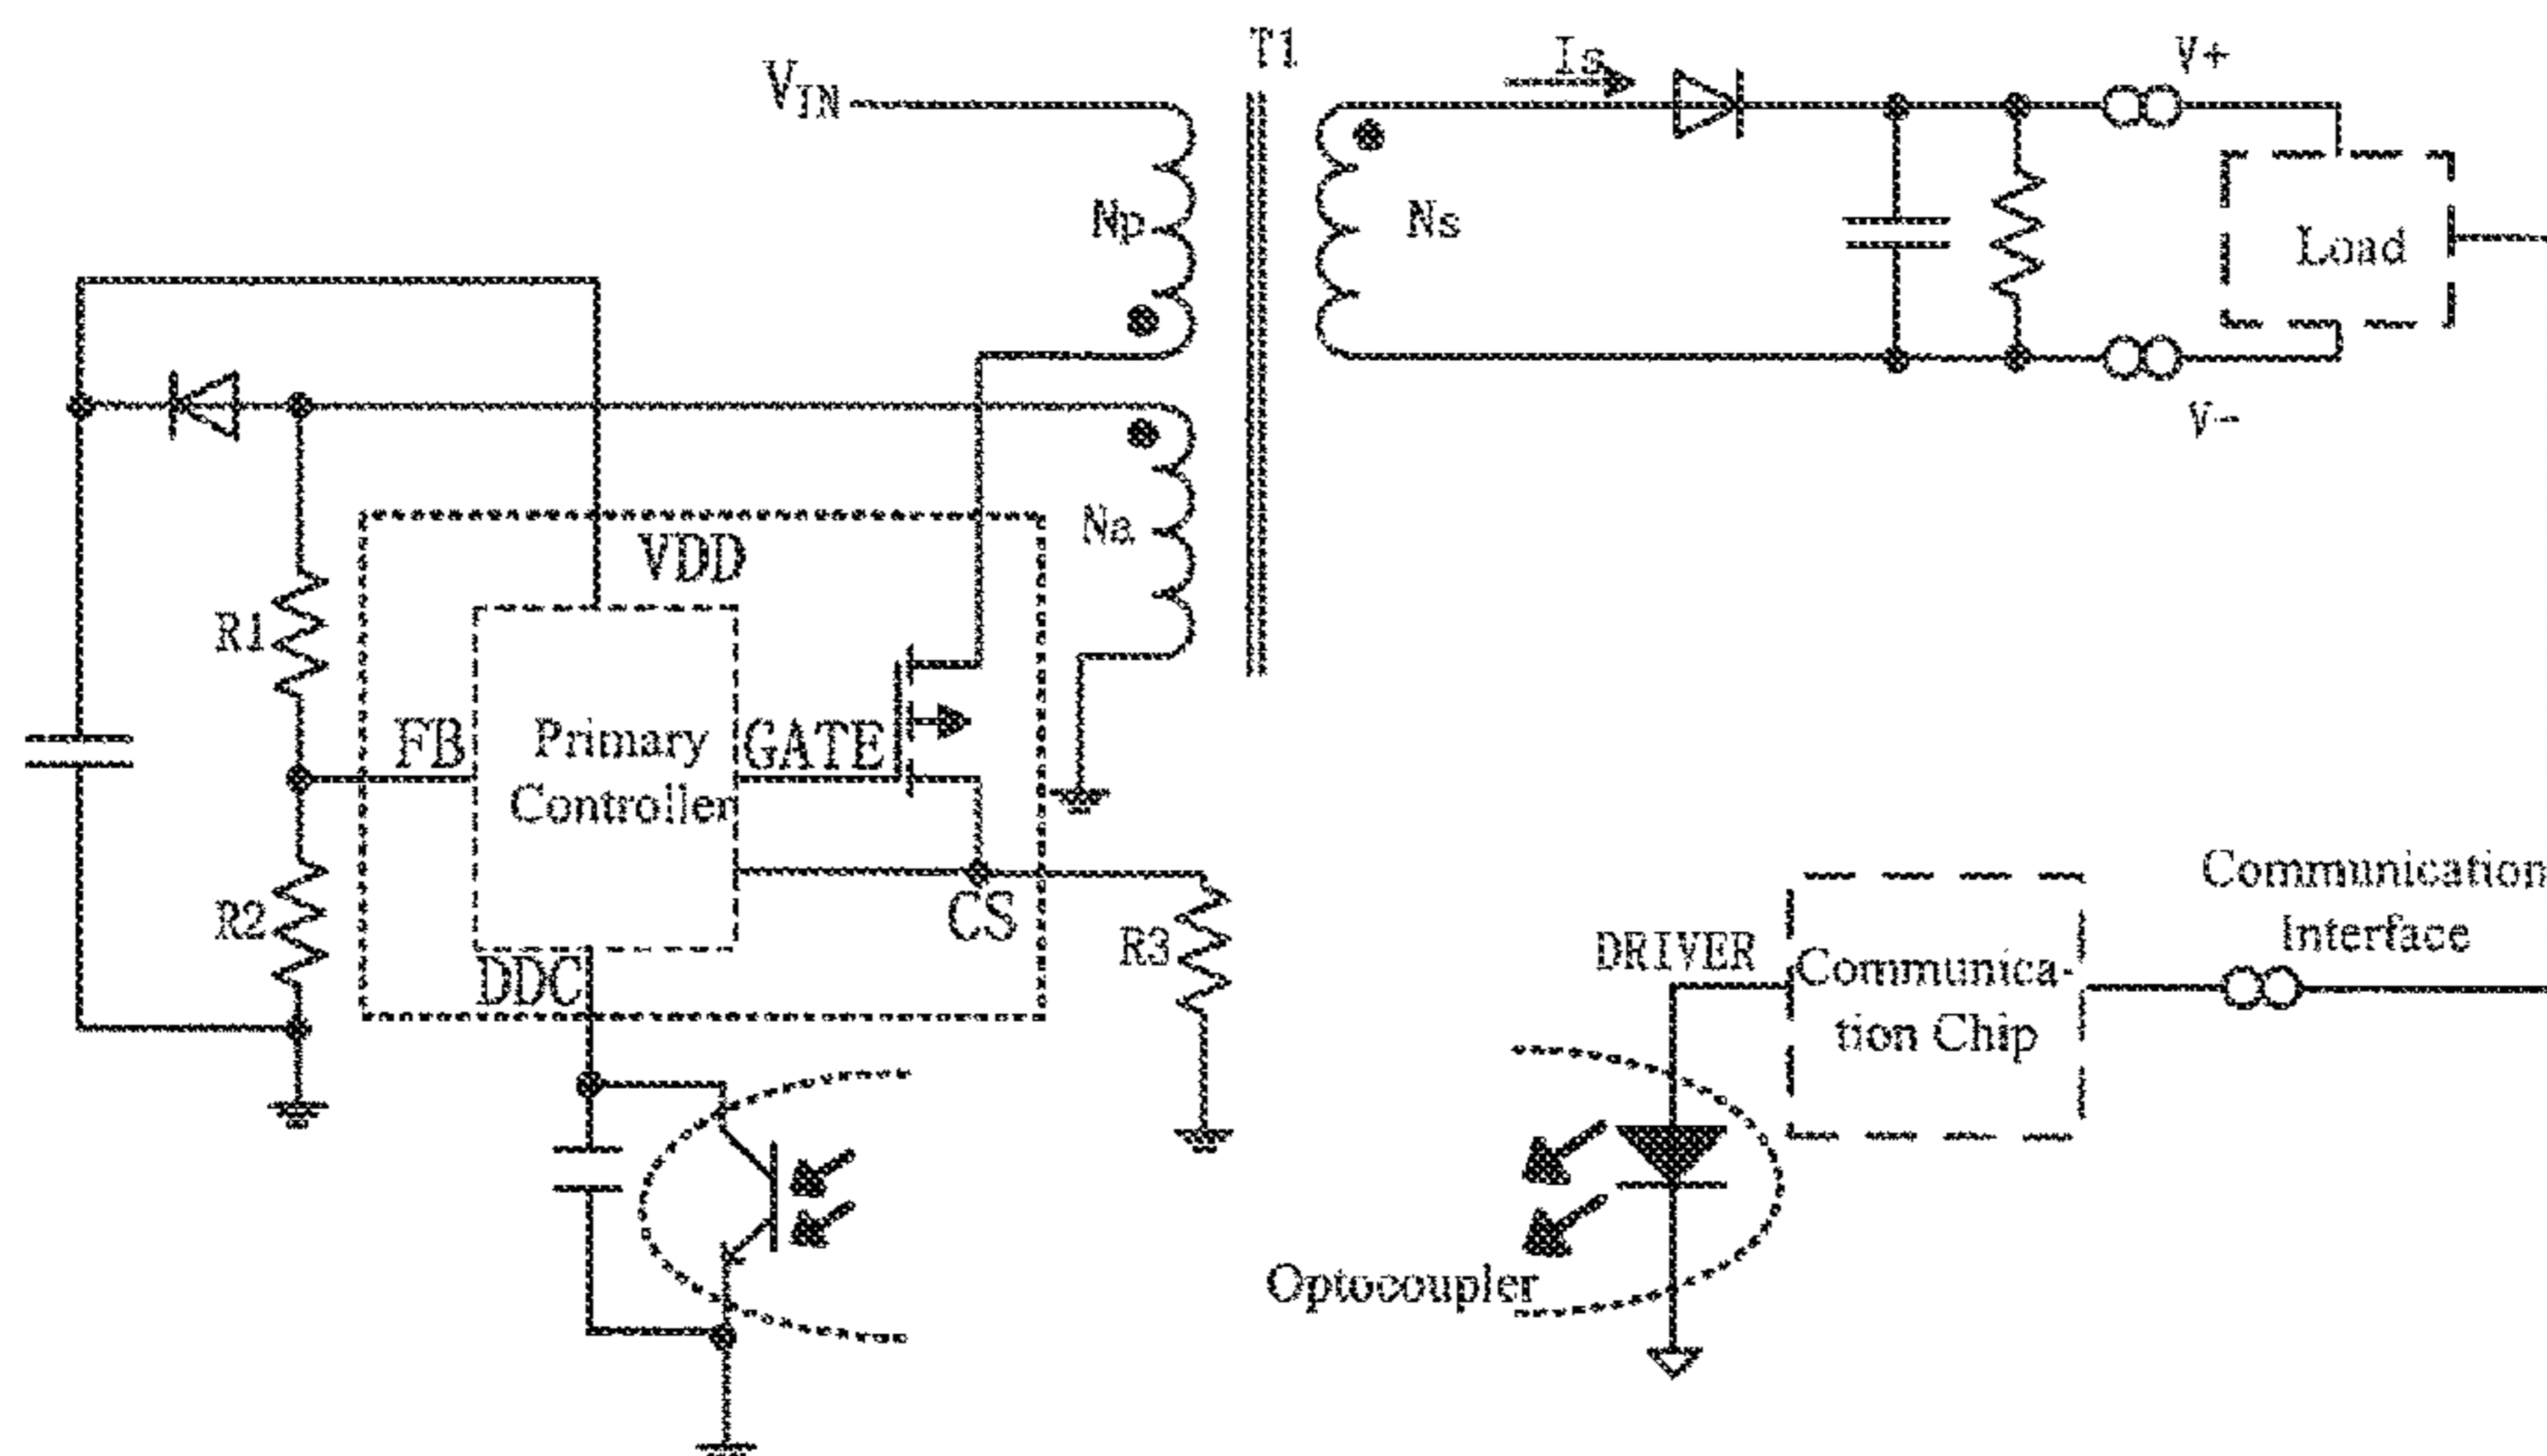 T1
Is
V+
VIN
Np
Ns
Load
V-
Na
VDD
R1
FB
Primary
Controller
GATE
CS
R2
DDC
R3
Communication
Interface
DRIVER
Communica-
tion Chip
Optocoupler